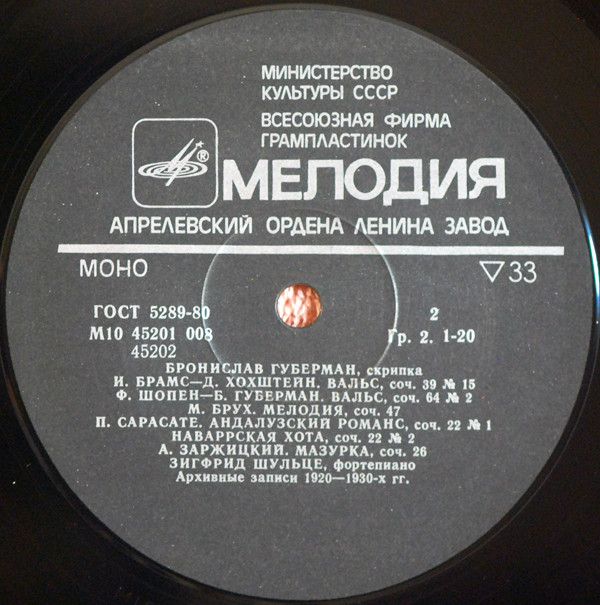 МИНИСТЕРСТВО
КУЛЬТУРЫ СССР
ВСЕСОЮЗНАЯ ФИРМА
ГРАМПЛАСТИНОК
®
МЕЛОДИЯ
АПРЕЛЕВСКИЙ ОРДЕНА ЛЕНИНА ЗАВОД
МОНО ▽33
ГОСТ 5289-80 2
М10 45201 008 Гр. 2. 1-20
45202
БРОНИСЛАВ ГУБЕРМАН, скрипка
И. БРАМС—Д. ХОХШТЕЙН. ВАЛЬС, соч. 39 № 15
Ф. ШОПЕН—Б. ГУБЕРМАН. ВАЛЬС, соч. 64 № 2
М. БРУХ. МЕЛОДИЯ, соч. 47
П. САРАСАТЕ. АНДАЛУЗСКИЙ РОМАНС, соч. 22 № 1
НАВАРРСКАЯ ХОТА, соч. 22 № 2
А. ЗАРЖИЦКИЙ. МАЗУРКА, соч. 26
ЗИГФРИД ШУЛЬЦЕ, фортепиано
Архивные записи 1920—1930-х гг.